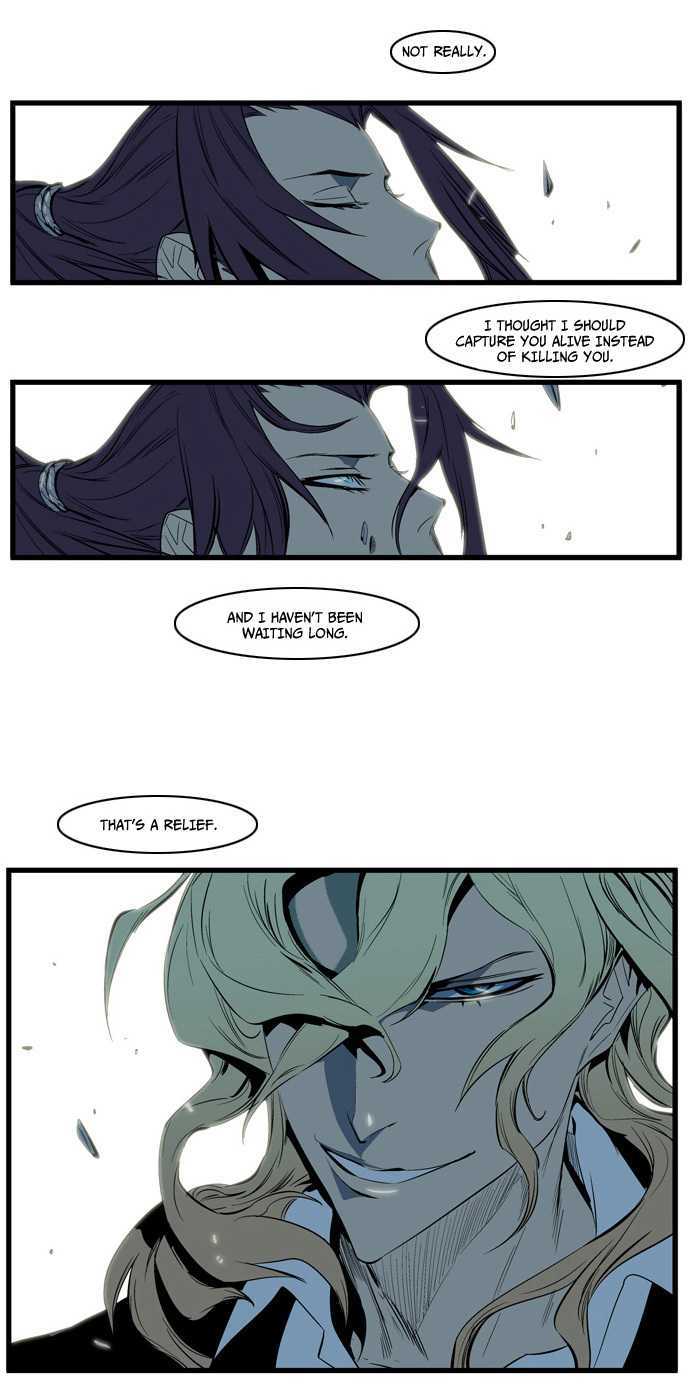 NOT REALLY.
I THOUGHT I SHOULD
CAPTURE YOU ALIVE INSTEAD
OF KILLING YOU.
AND I HAVEN'T BEEN
WAITING LONG.
THAT'S A RELIEF.